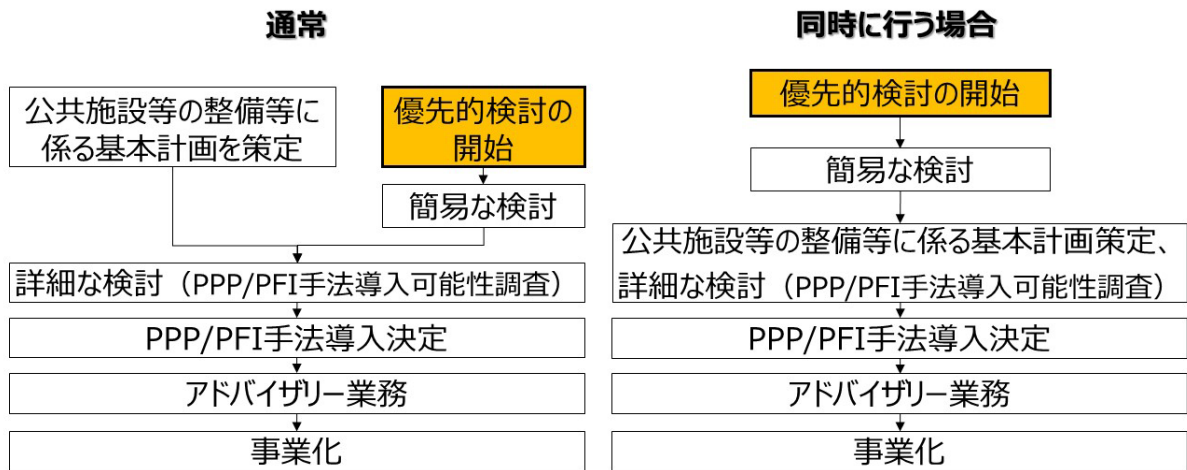 通常
公共施設等の整備等に
係る基本計画を策定
優先的検討の
開始
簡易な検討
詳細な検討（PPP/PFI手法導入可能性調査）
PPP/PFI手法導入決定
アドバイザリー業務
事業化
同時に行う場合
優先的検討の開始
簡易な検討
公共施設等の整備等に係る基本計画策定、
詳細な検討（PPP/PFI手法導入可能性調査）
PPP/PFI手法導入決定
アドバイザリー業務
事業化